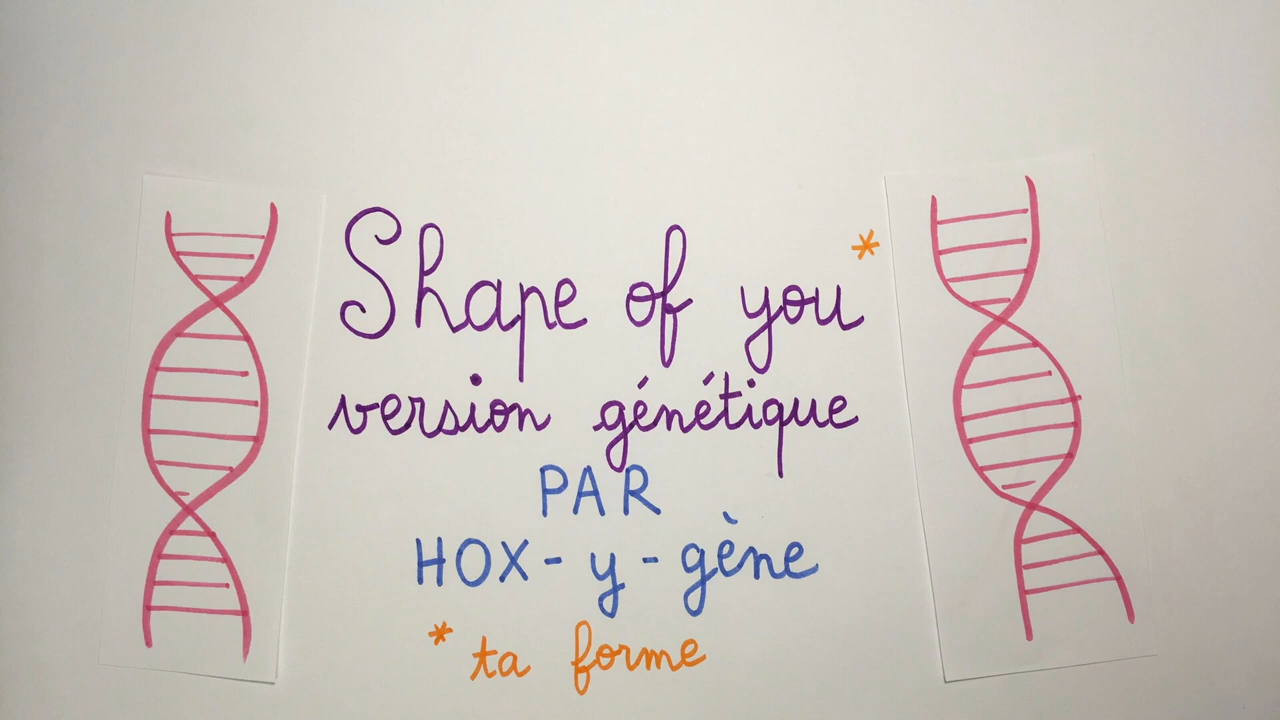 Shape of you*
version génétique
PAR
HOX-y-gène
* ta forme